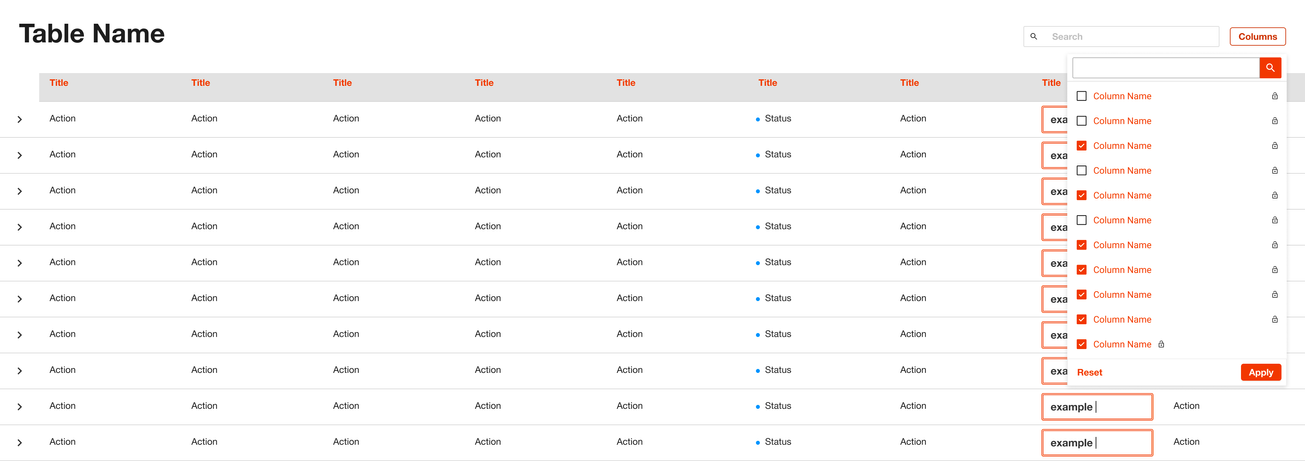 Table Name
Search
Columns
Title Title Title Title Title Title Title Title
Column Name
Action Action Action Action Action Status Action exa
Column Name
Column Name
Action Action Action Action Action Status Action exa
Column Name
Action Action Action Action Action Status Action exa
Column Name
Column Name
Action Action Action Action Action Status Action exa
Column Name
Action Action Action Action Action Status Action exa
Column Name
Column Name
Action Action Action Action Action Status Action exa
Column Name
Action Action Action Action Action Status Action exa
Column Name
Action Action Action Action Action Status Action exa
Reset Apply
Action Action Action Action Action Status Action example Action
Action Action Action Action Action Status Action example Action